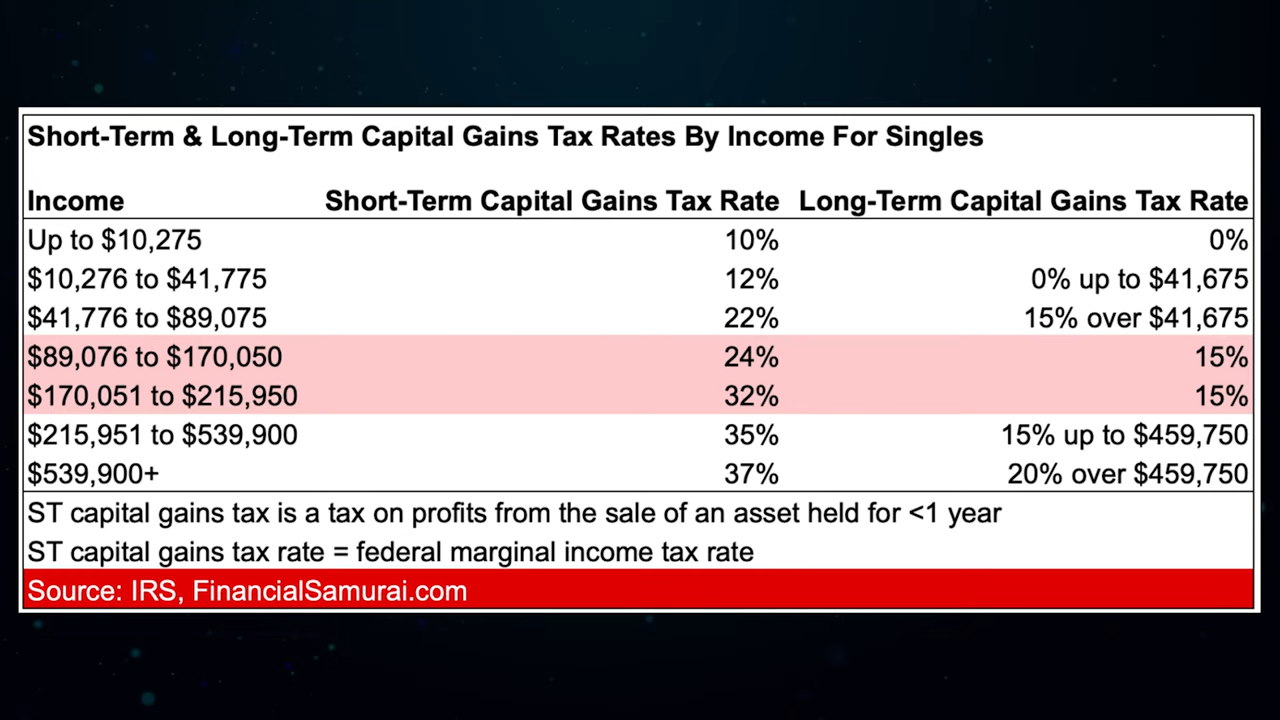 Short-Term & Long-Term Capital Gains Tax Rates By Income For Singles
Income Short-Term Capital Gains Tax Rate Long-Term Capital Gains Tax Rate
Up to $10,275 10% 0%
$10,276 to $41,775 12% 0% up to $41,675
$41,776 to $89,075 22% 15% over $41,675
$89,076 to $170,050 24% 15%
$170,051 to $215,950 32% 15%
$215,951 to $539,900 35% 15% up to $459,750
$539,900+ 37% 20% over $459,750
ST capital gains tax is a tax on profits from the sale of an asset held for <1 year
ST capital gains tax rate = federal marginal income tax rate
Source: IRS, FinancialSamurai.com